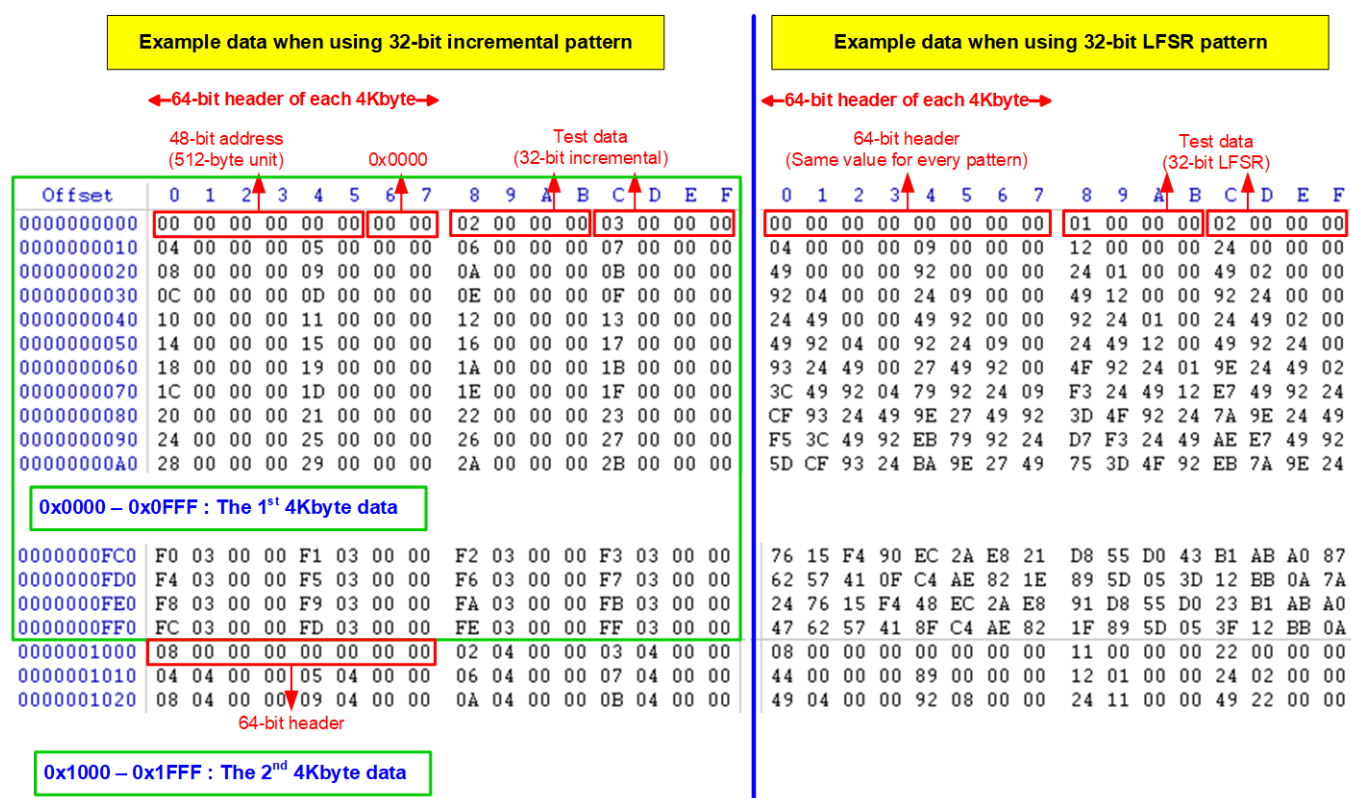 Example data when using 32-bit incremental pattern
64-bit header of each 4Kbyte
48-bit address
(512-byte unit)
0x0000
Test data
(32-bit incremental)
Offset 0 1 2 3 4 5 6 7 8 9 A B C D E F
0000000000 00 00 00 00 00 00 00 00 02 00 00 00 03 00 00 00
0000000010 04 00 00 00 05 00 00 00 06 00 00 00 07 00 00 00
0000000020 08 00 00 00 09 00 00 00 0A 00 00 00 0B 00 00 00
0000000030 0C 00 00 00 0D 00 00 00 0E 00 00 00 0F 00 00 00
0000000040 10 00 00 00 11 00 00 00 12 00 00 00 13 00 00 00
0000000050 14 00 00 00 15 00 00 00 16 00 00 00 17 00 00 00
0000000060 18 00 00 00 19 00 00 00 1A 00 00 00 1B 00 00 00
0000000070 1C 00 00 00 1D 00 00 00 1E 00 00 00 1F 00 00 00
0000000080 20 00 00 00 21 00 00 00 22 00 00 00 23 00 00 00
0000000090 24 00 00 00 25 00 00 00 26 00 00 00 27 00 00 00
00000000A0 28 00 00 00 29 00 00 00 2A 00 00 00 2B 00 00 00
0x0000 – 0x0FFF : The 1st 4Kbyte data
0000000FC0 F0 03 00 00 F1 03 00 00 F2 03 00 00 F3 03 00 00
0000000FD0 F4 03 00 00 F5 03 00 00 F6 03 00 00 F7 03 00 00
0000000FE0 F8 03 00 00 F9 03 00 00 FA 03 00 00 FB 03 00 00
0000000FF0 FC 03 00 00 FD 03 00 00 FE 03 00 00 FF 03 00 00
0000001000 08 00 00 00 00 00 00 00 02 04 00 00 03 04 00 00
0000001010 04 04 00 00 05 04 00 00 06 04 00 00 07 04 00 00
0000001020 08 04 00 00 09 04 00 00 0A 04 00 00 0B 04 00 00
64-bit header
0x1000 – 0x1FFF : The 2nd 4Kbyte data
Example data when using 32-bit LFSR pattern
64-bit header of each 4Kbyte
64-bit header
(Same value for every pattern)
Test data
(32-bit LFSR)
0 1 2 3 4 5 6 7 8 9 A B C D E F
00 00 00 00 00 00 00 00 01 00 00 00 02 00 00 00
04 00 00 00 09 00 00 00 12 00 00 00 24 00 00 00
49 00 00 00 92 00 00 00 24 01 00 00 49 02 00 00
92 04 00 00 24 09 00 00 49 12 00 00 92 24 00 00
24 49 00 00 49 92 00 00 92 24 01 00 24 49 02 00
49 92 04 00 92 24 09 00 24 49 12 00 49 92 24 00
93 24 49 00 27 49 92 00 4F 92 24 01 9E 24 49 02
3C 49 92 04 79 92 24 09 F3 24 49 12 E7 49 92 24
CF 93 24 49 9E 27 49 92 3D 4F 92 24 7A 9E 24 49
F5 3C 49 92 EB 79 92 24 D7 F3 24 49 AE E7 49 92
5D CF 93 24 BA 9E 27 49 75 3D 4F 92 EB 7A 9E 24
76 15 F4 90 EC 2A E8 21 D8 55 D0 43 B1 AB A0 87
62 57 41 0F C4 AE 82 1E 89 5D 05 3D 12 BB 0A 7A
24 76 15 F4 48 EC 2A E8 91 D8 55 D0 23 B1 AB A0
47 62 57 41 8F C4 AE 82 1F 89 5D 05 3F 12 BB 0A
08 00 00 00 00 00 00 00 11 00 00 00 22 00 00 00
44 00 00 00 89 00 00 00 12 01 00 00 24 02 00 00
49 04 00 00 92 08 00 00 24 11 00 00 49 22 00 00